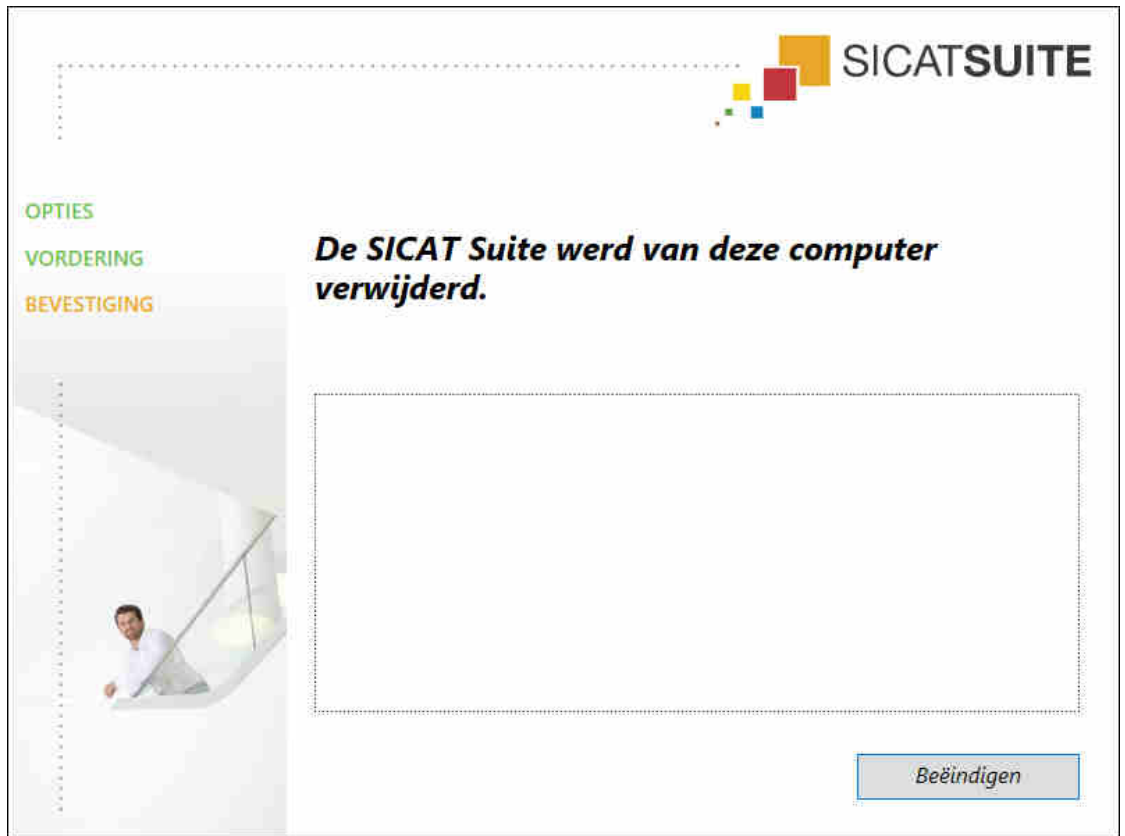 SICATSUITE
OPTIES
VORDERING
BEVESTIGING
De SICAT Suite werd van deze computer
verwijderd.
Beëindigen